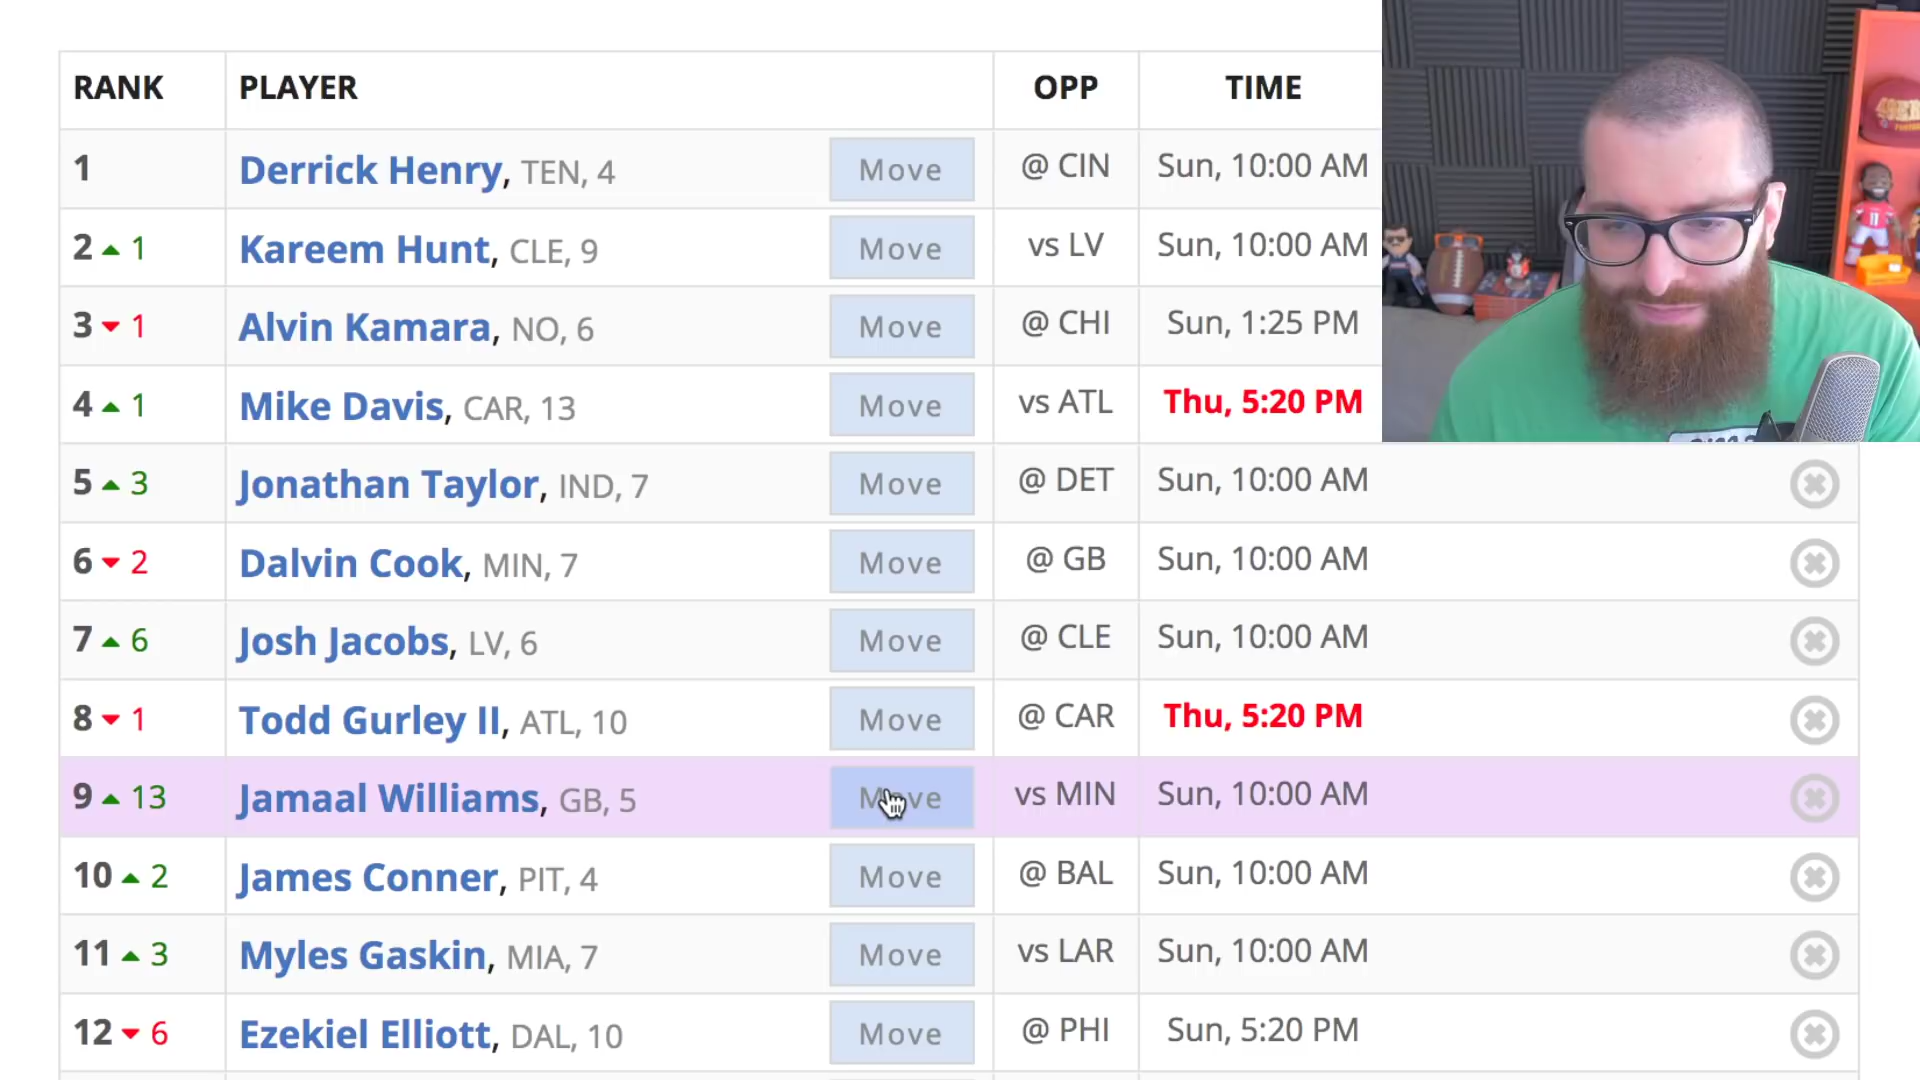 RANK PLAYER OPP TIME
1 Derrick Henry, TEN, 4 Move @ CIN Sun, 10:00 AM
2 ▲ 1 Kareem Hunt, CLE, 9 Move vs LV Sun, 10:00 AM
3 ▼ 1 Alvin Kamara, NO, 6 Move @ CHI Sun, 1:25 PM
4 ▲ 1 Mike Davis, CAR, 13 Move vs ATL Thu, 5:20 PM
5 ▲ 3 Jonathan Taylor, IND, 7 Move @ DET Sun, 10:00 AM
6 ▼ 2 Dalvin Cook, MIN, 7 Move @ GB Sun, 10:00 AM
7 ▲ 6 Josh Jacobs, LV, 6 Move @ CLE Sun, 10:00 AM
8 ▼ 1 Todd Gurley II, ATL, 10 Move @ CAR Thu, 5:20 PM
9 ▲ 13 Jamaal Williams, GB, 5 Move vs MIN Sun, 10:00 AM
10 ▲ 2 James Conner, PIT, 4 Move @ BAL Sun, 10:00 AM
11 ▲ 3 Myles Gaskin, MIA, 7 Move vs LAR Sun, 10:00 AM
12 ▼ 6 Ezekiel Elliott, DAL, 10 Move @ PHI Sun, 5:20 PM